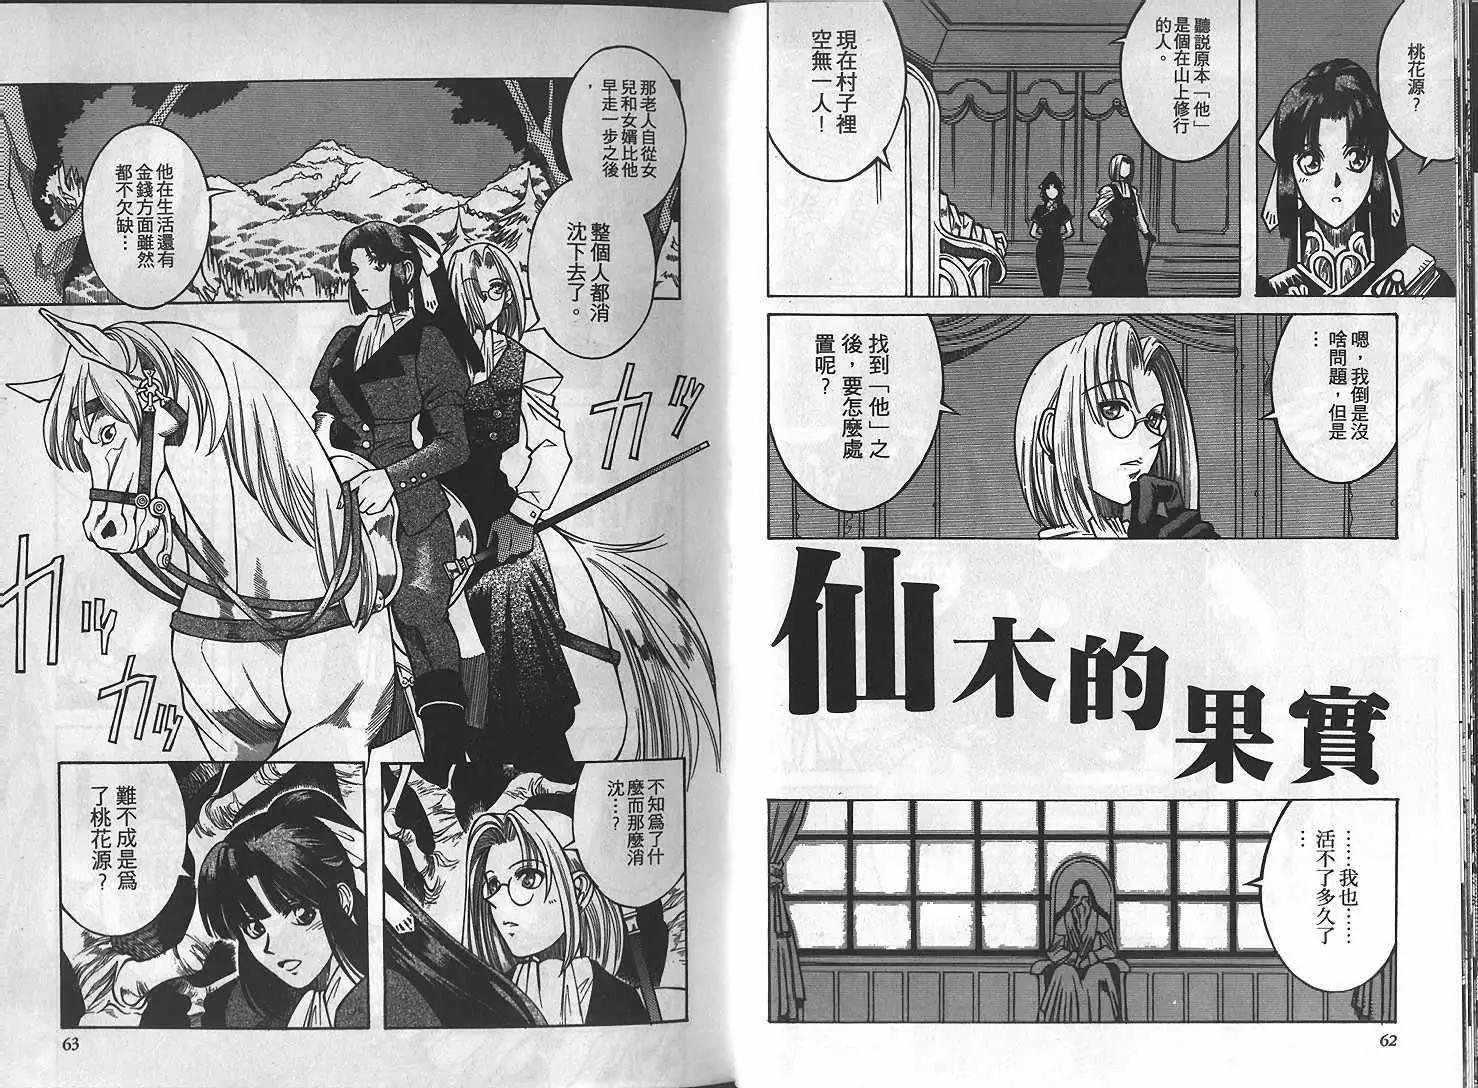 桃花源？
聽說原本「他」
是個在山上修行
的人。
現在村子裡
空無一人！
嗯，我倒是沒
啥問題，但是
…
找到「他」之
後，要怎麼處
置呢？
仙木的果實
……我也……
活不了多久了
…
62
那老人自從女
兒和女婿比他
早走一步之後
，
整個人都消
沈下去了。
他在生活還有
金錢方面雖然
都不欠缺…
カッ
カッ
カッ
カッ
不知為了什
麼而那麼消
沈…？
難不成是為
了桃花源？
63